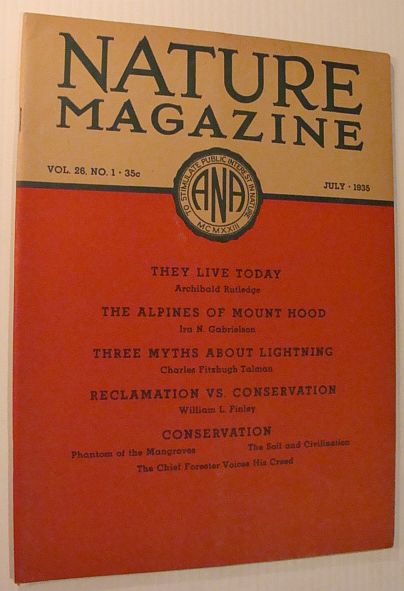 NATURE
MAGAZINE
VOL. 26, NO. 1 · 35c
JULY · 1935
TO STIMULATE PUBLIC INTEREST IN NATURE
ANA
MCMXXIII
THEY LIVE TODAY
Archibald Rutledge
THE ALPINES OF MOUNT HOOD
Ira N. Gabrielson
THREE MYTHS ABOUT LIGHTNING
Charles Fitzhugh Talman
RECLAMATION VS. CONSERVATION
William L. Finley
CONSERVATION
Phantom of the Mangroves The Soil and Civilization
The Chief Forester Voices His Creed